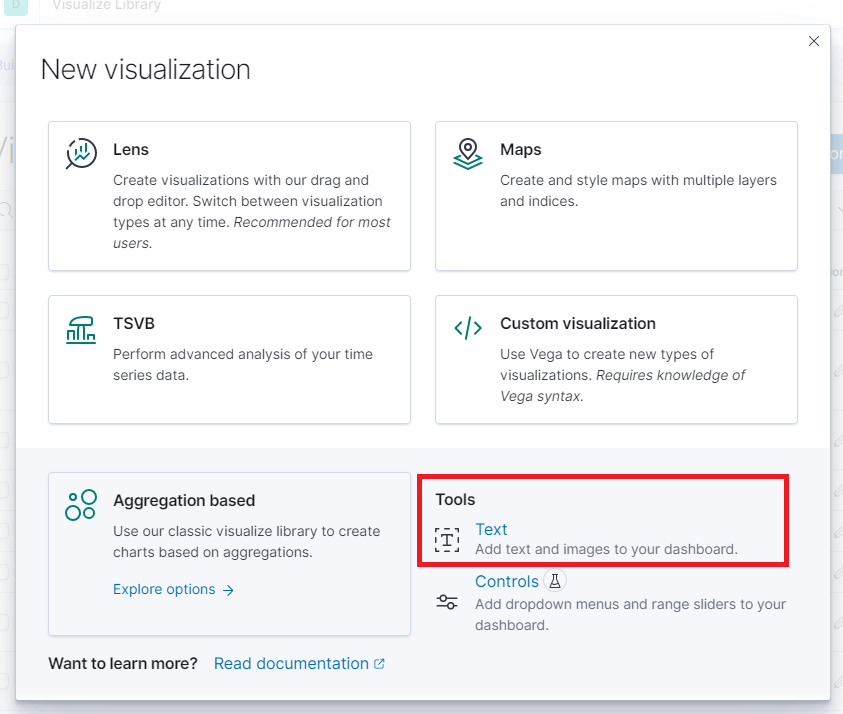 D Visualize Library
New visualization
Lens
Create visualizations with our drag and
drop editor. Switch between visualization
types at any time. Recommended for most
users.
Maps
Create and style maps with multiple layers
and indices.
TSVB
Perform advanced analysis of your time
series data.
Custom visualization
Use Vega to create new types of
visualizations. Requires knowledge of
Vega syntax.
Aggregation based
Use our classic visualize library to create
charts based on aggregations.
Explore options →
Tools
Text
Add text and images to your dashboard.
Controls
Add dropdown menus and range sliders to your
dashboard.
Want to learn more? Read documentation